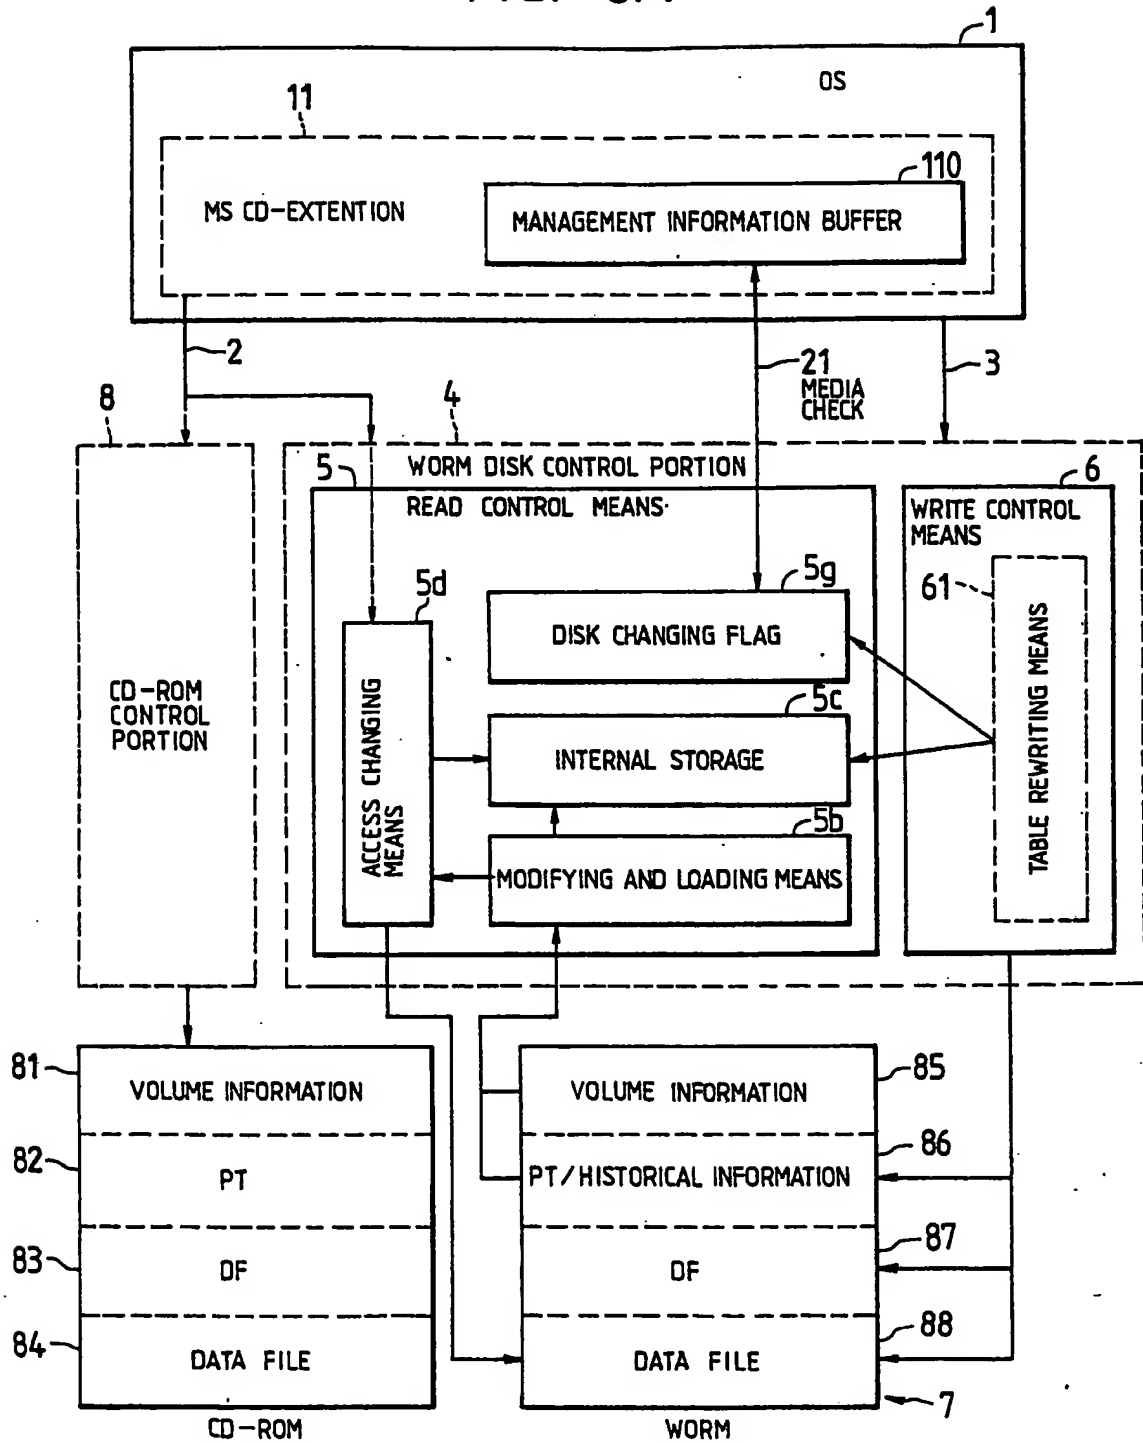 1
OS
11
110
MS CD-EXTENTION
MANAGEMENT INFORMATION BUFFER
2
21
MEDIA
CHECK
3
8
4
WORM DISK CONTROL PORTION
5
READ CONTROL MEANS
6
WRITE CONTROL
MEANS
5d
5g
61
DISK CHANGING FLAG
CD-ROM
CONTROL
PORTION
ACCESS CHANGING
MEANS
5c
INTERNAL STORAGE
TABLE REWRITING MEANS
5b
MODIFYING AND LOADING MEANS
81
VOLUME INFORMATION
82
PT
83
DF
84
DATA FILE
CD-ROM
VOLUME INFORMATION
85
PT/HISTORICAL INFORMATION
86
DF
87
DATA FILE
88
WORM
7